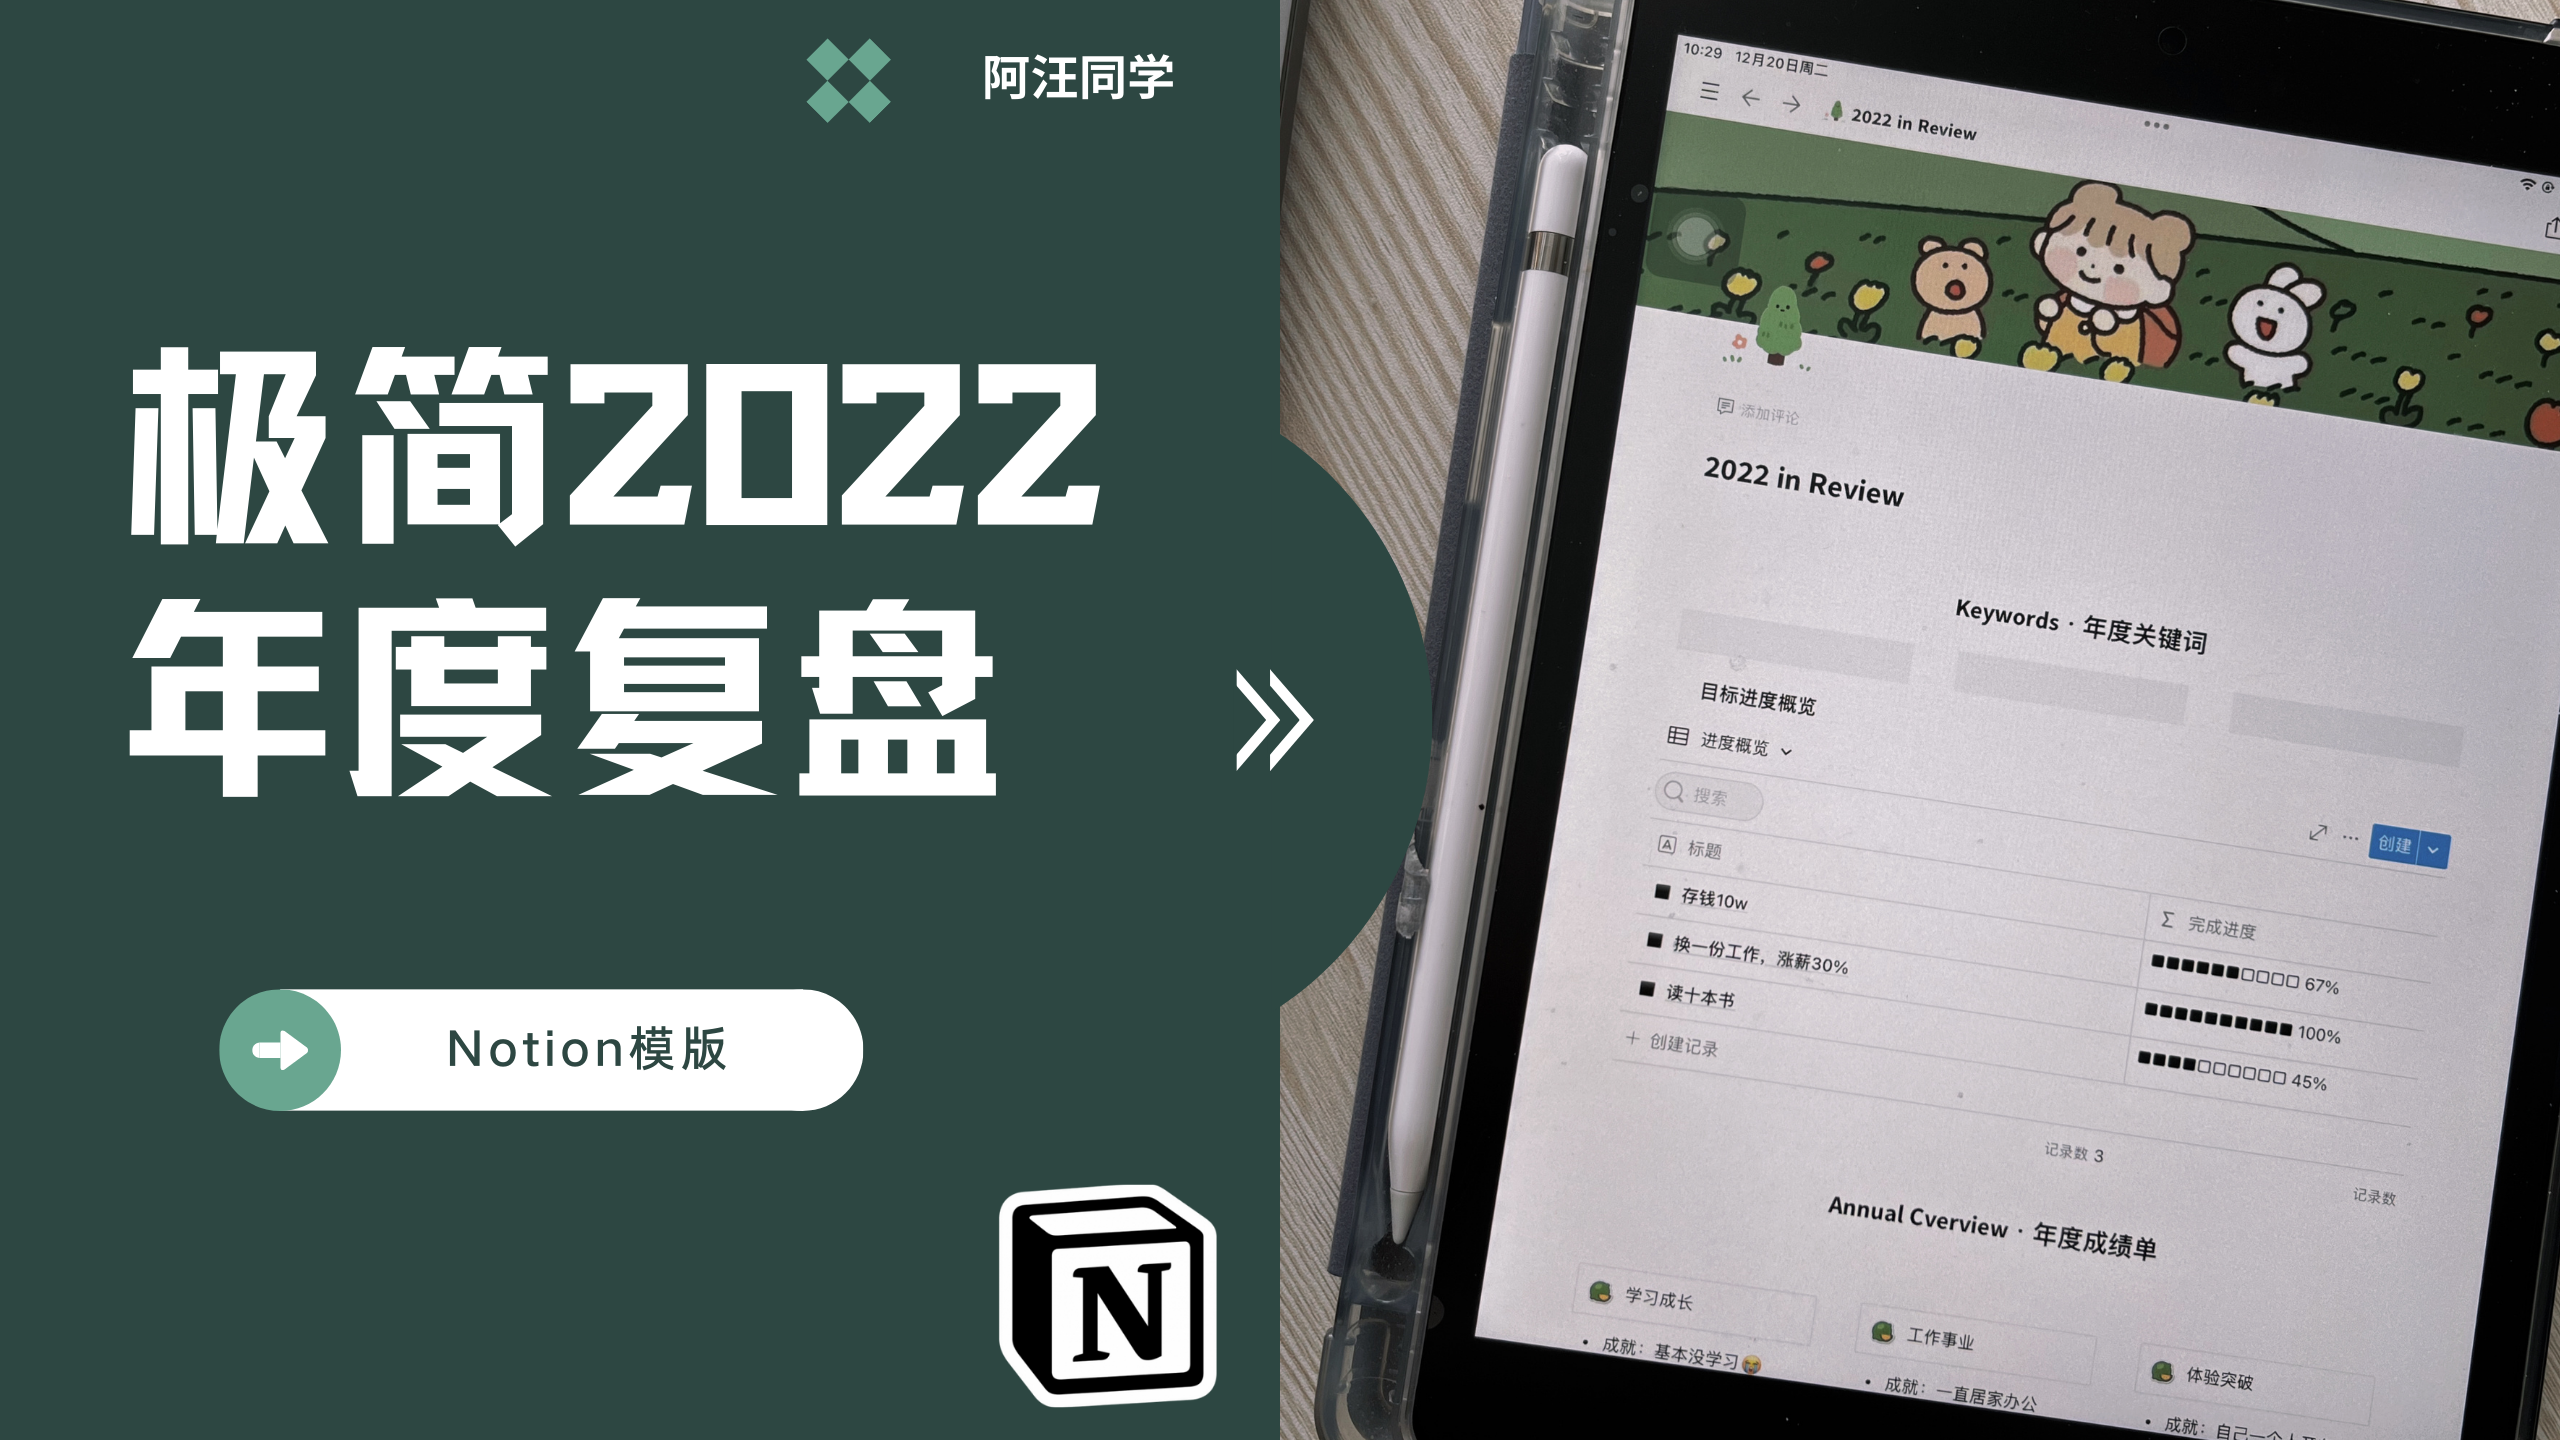 阿汪同学
极简2022
年度复盘
Notion模版
N
10:29 12月20日周二
2022 in Review
添加评论
2022 in Review
Keywords · 年度关键词
目标进度概览
进度概览
搜索
创建
标题
完成进度
存钱10w
67%
换一份工作，涨薪30%
100%
读十本书
45%
创建记录
记录数 3
记录数
Annual Cverview · 年度成绩单
学习成长
工作事业
体验突破
成就：基本没学习😭
成就：一直居家办公
成就：自己一个人